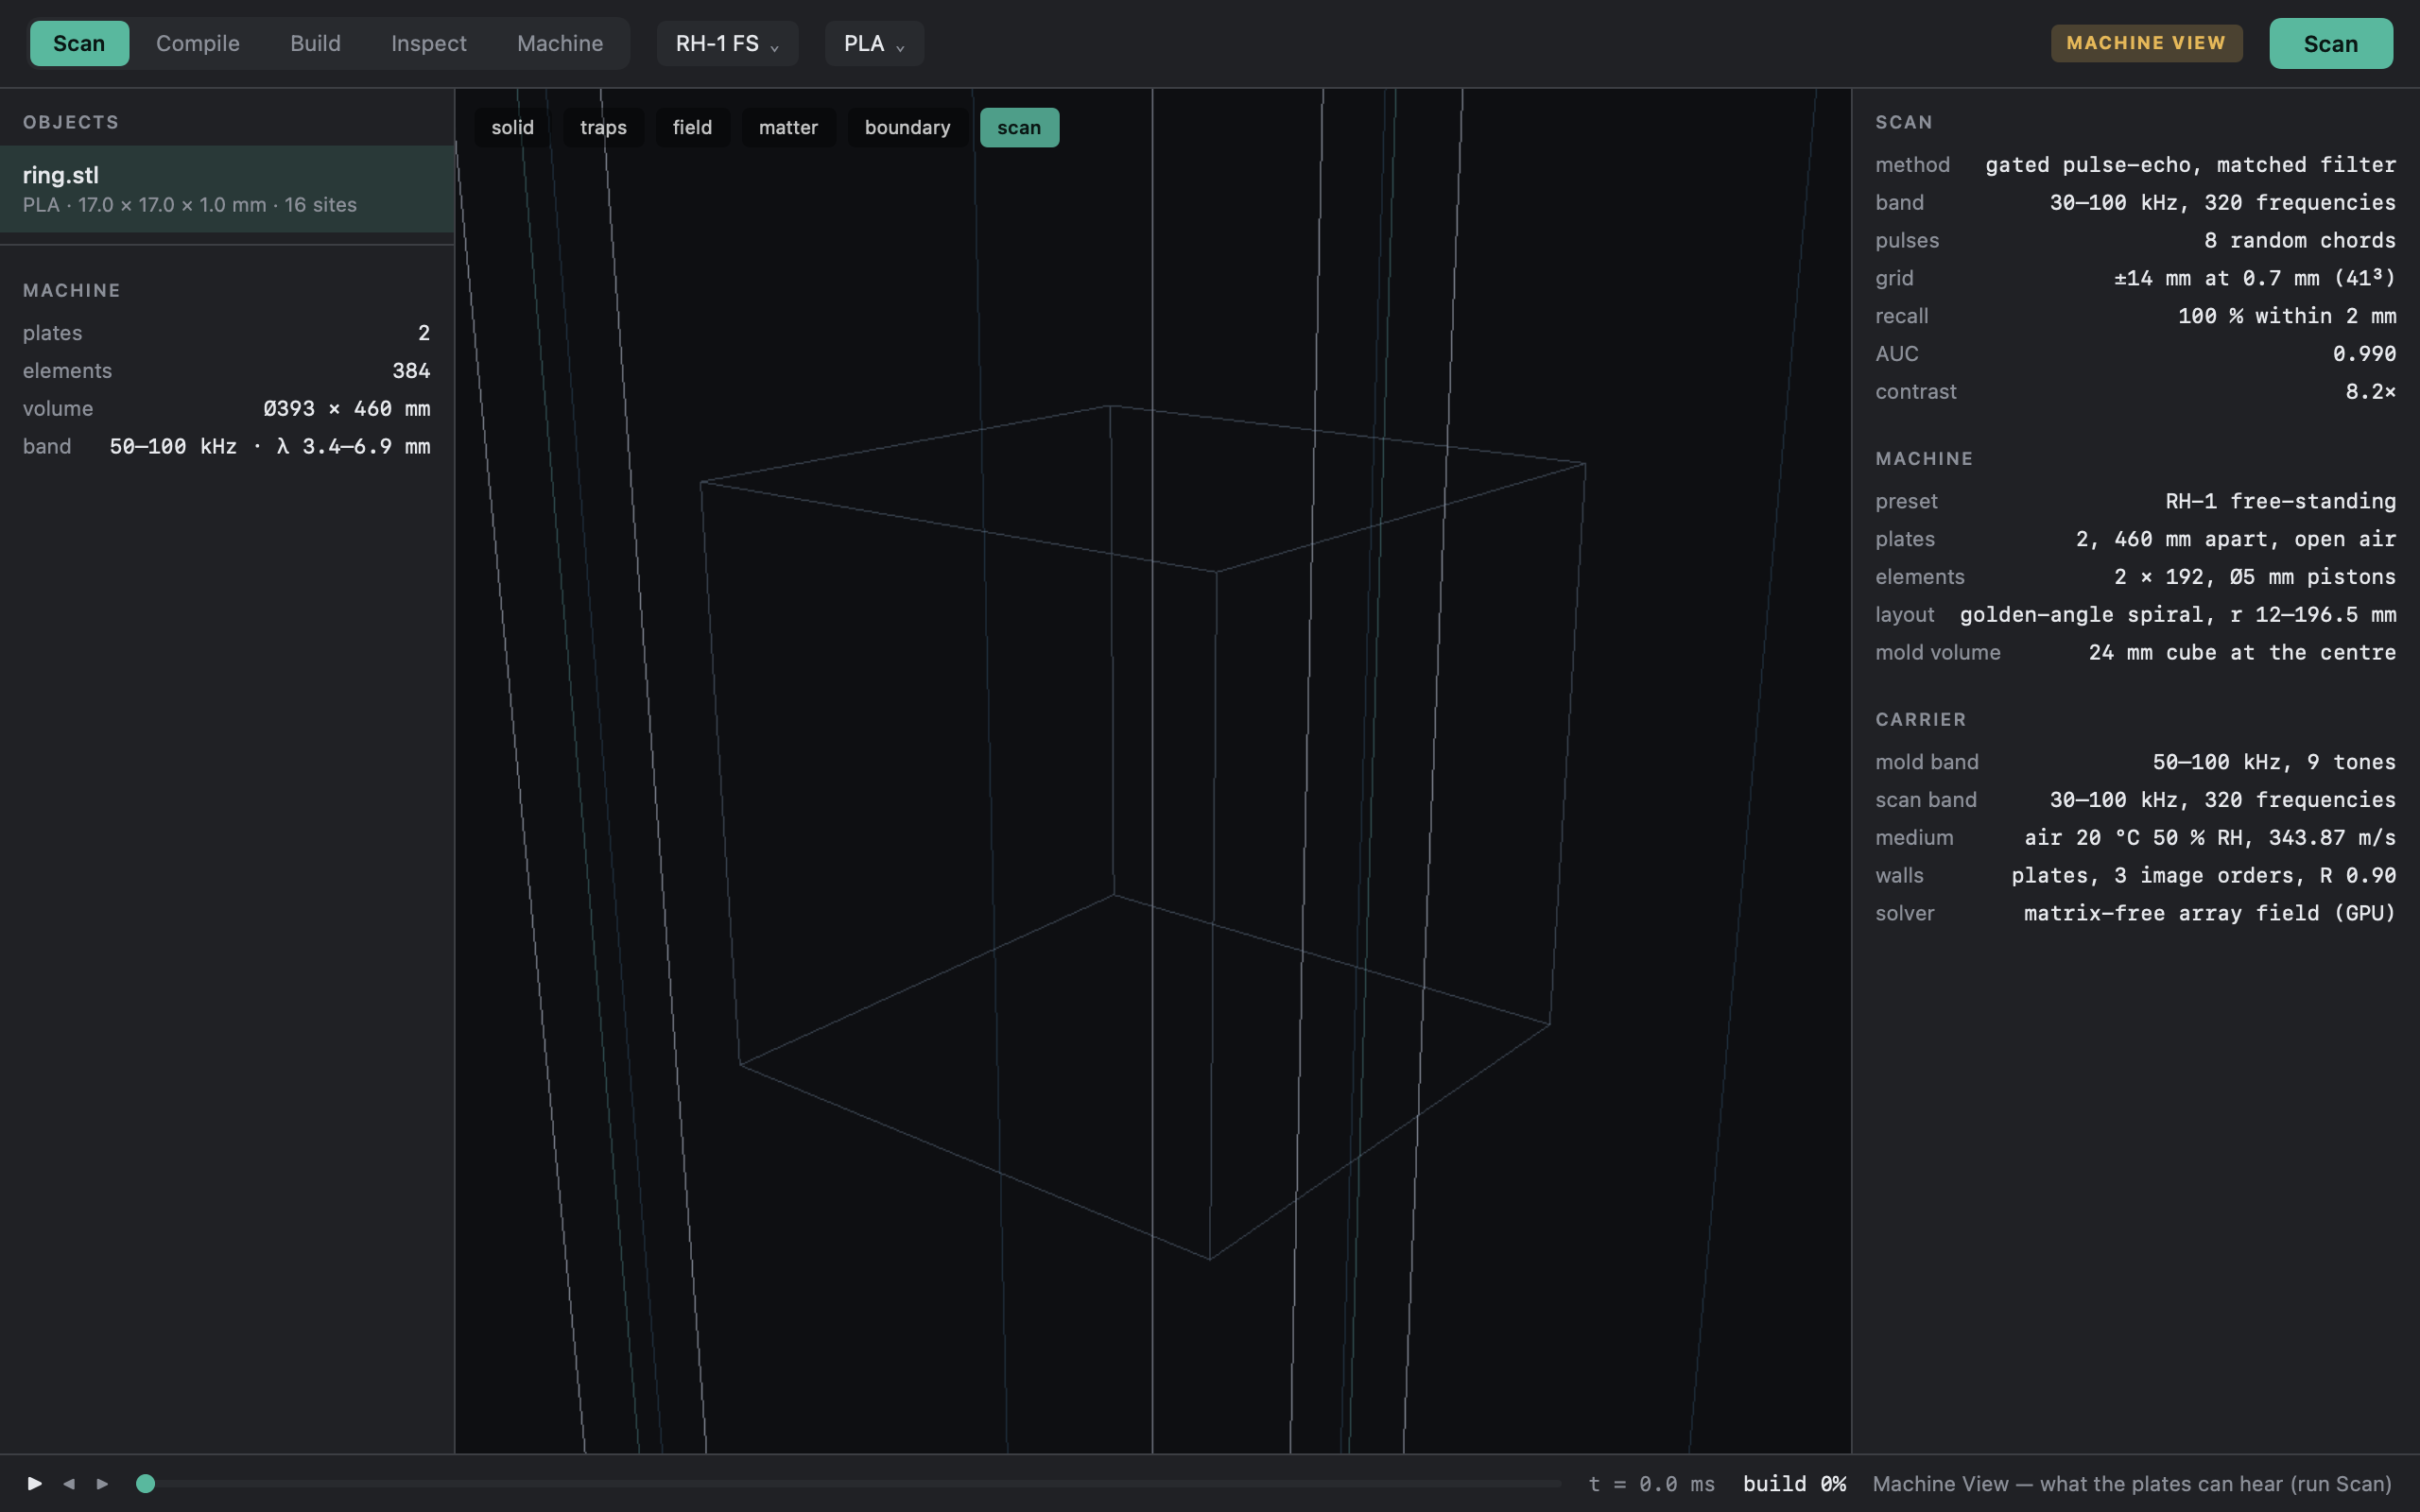 Scan Compile Build Inspect Machine RH-1 FS PLA MACHINE VIEW Scan
OBJECTS
ring.stl
PLA · 17.0 × 17.0 × 1.0 mm · 16 sites
MACHINE
plates 2
elements 384
volume Ø393 × 460 mm
band 50–100 kHz · λ 3.4–6.9 mm
solid traps field matter boundary scan
SCAN
method gated pulse-echo, matched filter
band 30–100 kHz, 320 frequencies
pulses 8 random chords
grid ±14 mm at 0.7 mm (41³)
recall 100 % within 2 mm
AUC 0.990
contrast 8.2×
MACHINE
preset RH-1 free-standing
plates 2, 460 mm apart, open air
elements 2 × 192, Ø5 mm pistons
layout golden-angle spiral, r 12–196.5 mm
mold volume 24 mm cube at the centre
CARRIER
mold band 50–100 kHz, 9 tones
scan band 30–100 kHz, 320 frequencies
medium air 20 °C 50 % RH, 343.87 m/s
walls plates, 3 image orders, R 0.90
solver matrix-free array field (GPU)
t = 0.0 ms build 0% Machine View — what the plates can hear (run Scan)